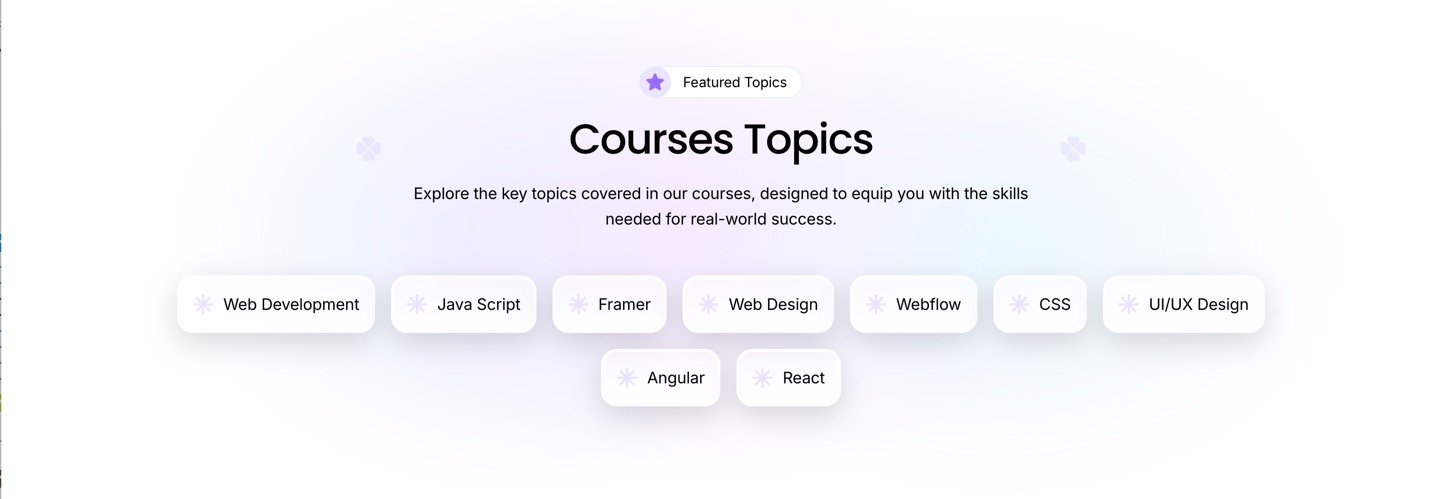 Featured Topics
Courses Topics
Explore the key topics covered in our courses, designed to equip you with the skills
needed for real-world success.
Web Development Java Script Framer Web Design Webflow CSS UI/UX Design
Angular React